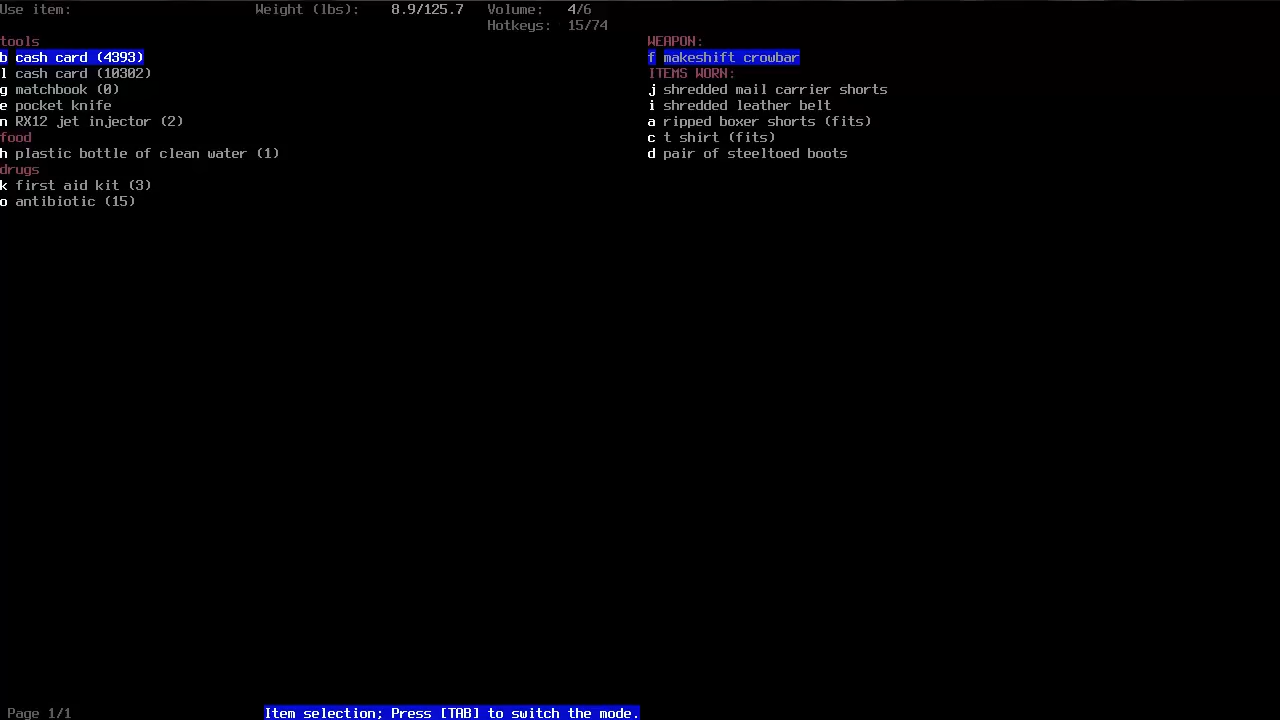 Use item: Weight (lbs): 8.9/125.7 Volume: 4/6
Hotkeys: 15/74
tools
b cash card (4393)
l cash card (10302)
g matchbook (0)
e pocket knife
n RX12 jet injector (2)
food
h plastic bottle of clean water (1)
drugs
k first aid kit (3)
o antibiotic (15)
WEAPON:
f makeshift crowbar
ITEMS WORN:
j shredded mail carrier shorts
i shredded leather belt
a ripped boxer shorts (fits)
c t shirt (fits)
d pair of steeltoed boots
Page 1/1 Item selection; Press [TAB] to switch the mode.